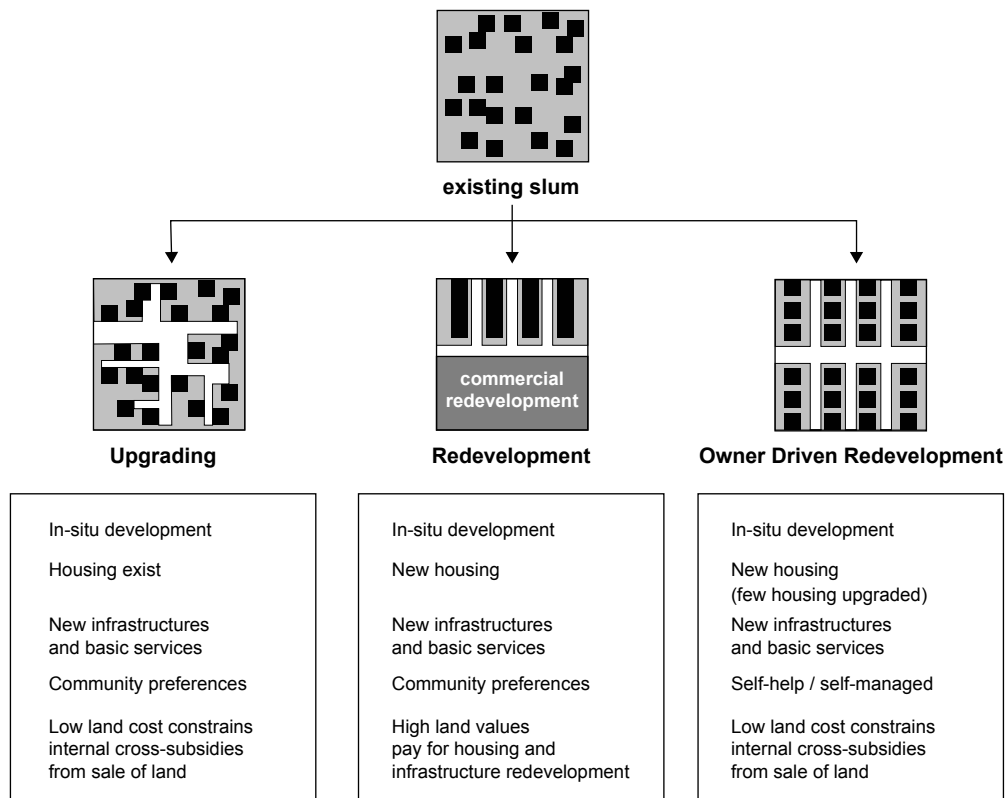 existing slum
commercial
redevelopment
Upgrading
Redevelopment
Owner Driven Redevelopment
In-situ development
Housing exist
New infrastructures
and basic services
Community preferences
Low land cost constrains
internal cross-subsidies
from sale of land
In-situ development
New housing
New infrastructures
and basic services
Community preferences
High land values
pay for housing and
infrastructure redevelopment
In-situ development
New housing
(few housing upgraded)
New infrastructures
and basic services
Self-help / self-managed
Low land cost constrains
internal cross-subsidies
from sale of land